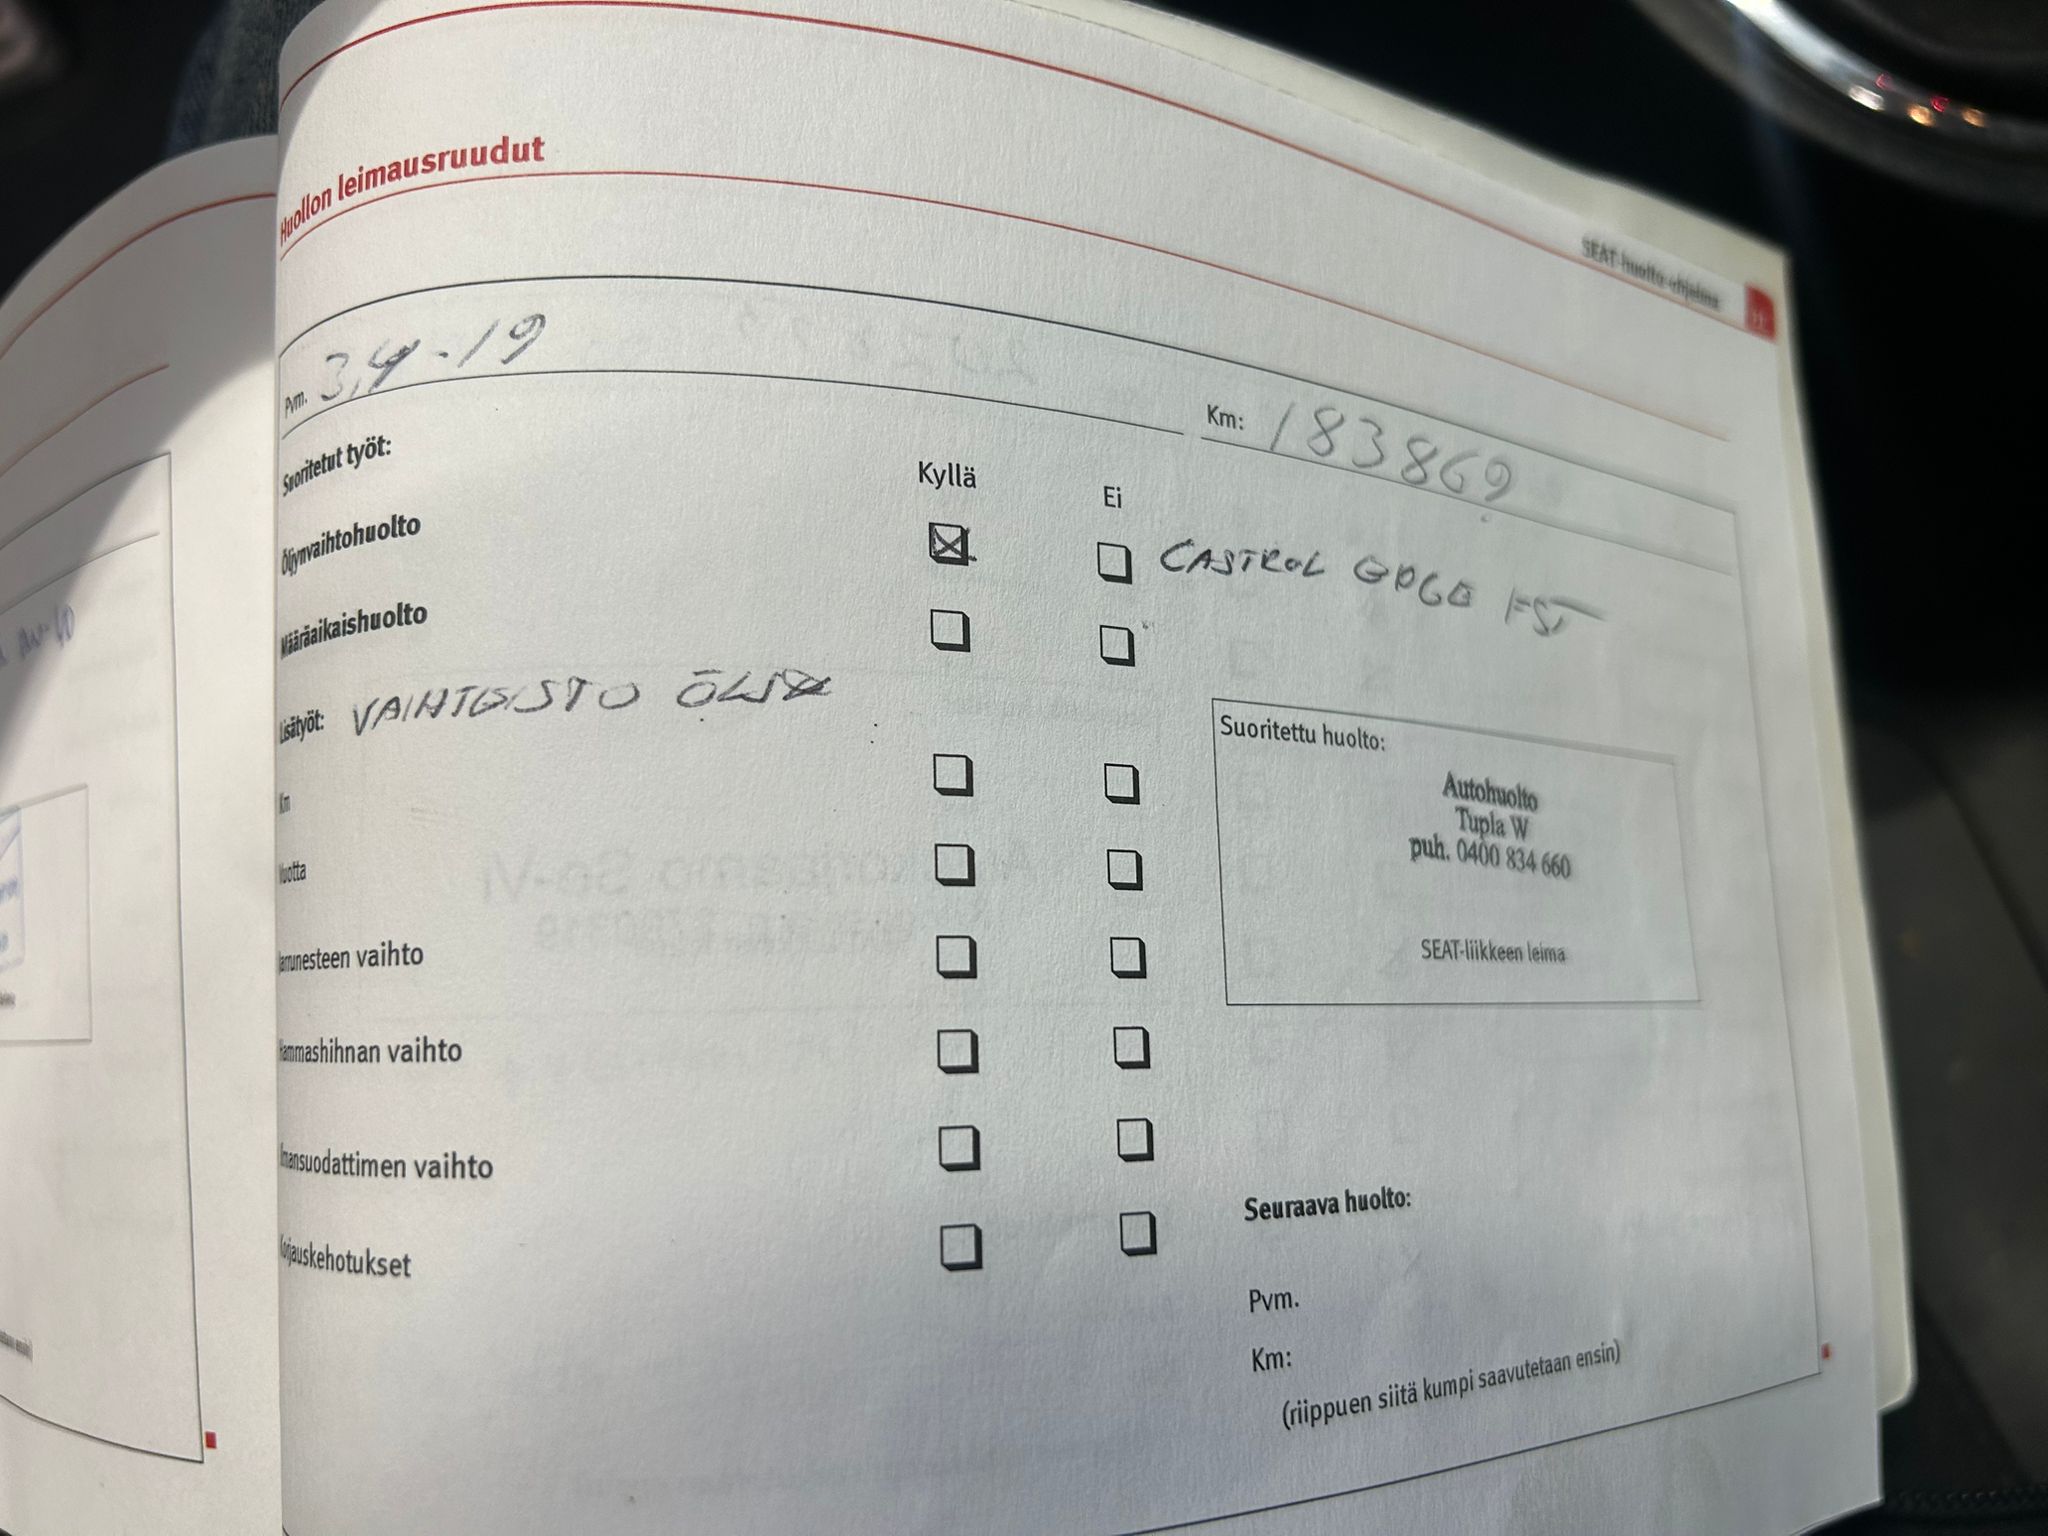 Huollon leimausruudut
SEAT-huolto-ohjelma
Pvm. 3,4-19
Km: 183869
Suoritetut työt:
Kyllä
Ei
Öljynvaihtohuolto
CASTROL EDGE FST
Määräaikaishuolto
Lisätyöt: VAIHTEISTO ÖLJY
Km
Vuotta
Jarrunesteen vaihto
Hammashihnan vaihto
Ilmansuodattimen vaihto
Korjauskehotukset
Suoritettu huolto:
Autohuolto
Tupla W
puh. 0400 834 660
SEAT-liikkeen leima
Seuraava huolto:
Pvm.
Km:
(riippuen siitä kumpi saavutetaan ensin)